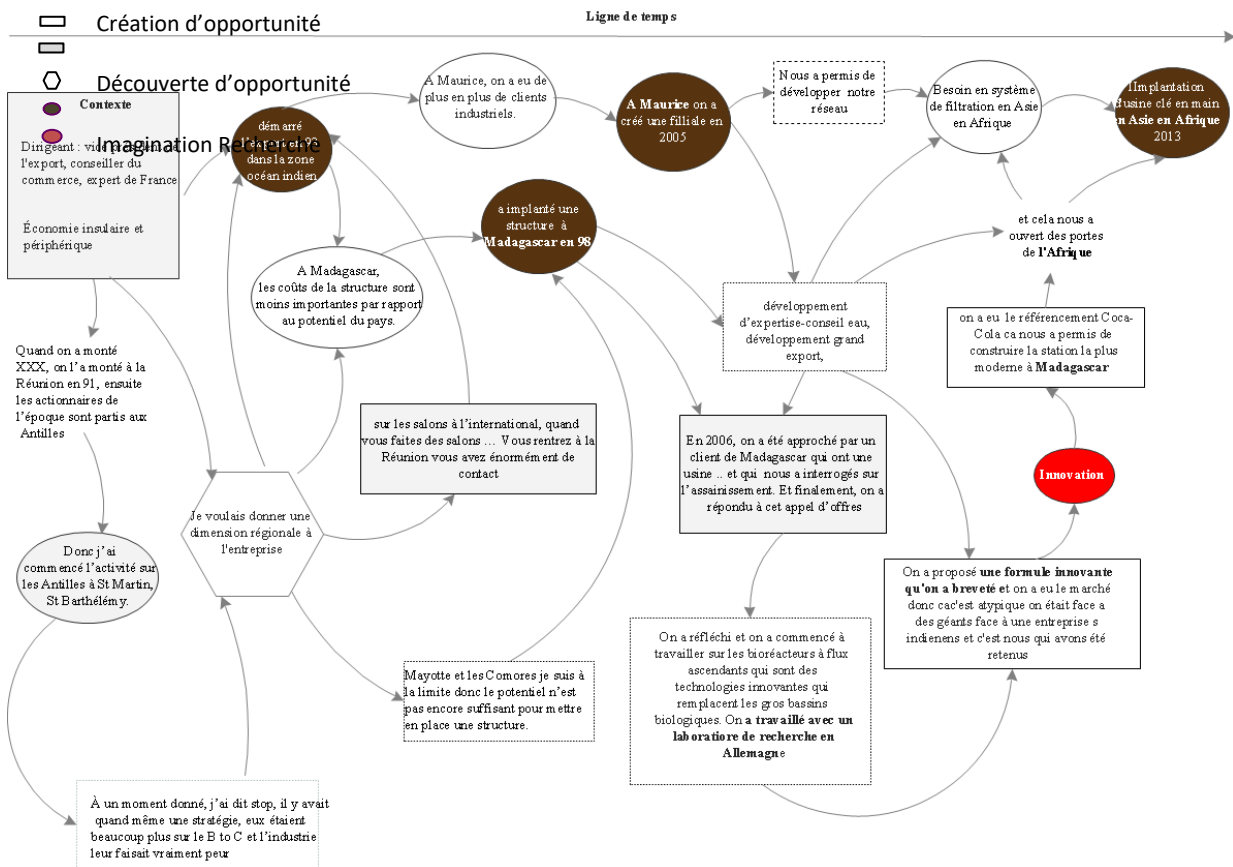 Ligne de temps
Création d’opportunité
Découverte d’opportunité
Imagination Recherche
Contexte
Dirigeant : vice
l'export, conseiller du
commerce, expert de France
Économie insulaire et
périphérique
démarré
dans la zone
océan indien
A Maurice, on a eu de
plus en plus de clients
industriels.
A Maurice on a
créé une filliale en
2005
Nous a permis de
développer notre
réseau
Besoin en système
de filtration en Asie
en Afrique
l'Implantation
d'usine clé en main
en Asie en Afrique
2013
a implanté une
structure à
Madagascar en 98
et cela nous a
ouvert des portes
de l'Afrique
A Madagascar,
les coûts de la structure sont
moins importantes par rapport
au potentiel du pays.
développement
d’expertise-conseil eau,
développement grand
export,
on a eu le référencement Coca-
Cola ca nous a permis de
construire la station la plus
moderne à Madagascar
Quand on a monté
XXX, on l’a monté à la
Réunion en 91, ensuite
les actionnaires de
l’époque sont partis aux
Antilles
sur les salons à l’international, quand
vous faites des salons … Vous rentrez à la
Réunion vous avez énormément de
contact
En 2006, on a été approché par un
client de Madagascar qui ont une
usine .. et qui nous a interrogés sur
l’assainissement. Et finalement, on a
répondu à cet appel d’offres
Innovation
Je voulais donner une
dimension régionale à
l'entreprise
Donc j’ai
commencé l’activité sur
les Antilles à St Martin,
St Barthélémy.
On a proposé une formule innovante
qu'on a breveté et on a eu le marché
donc cac'est atypique on était face a
des géants face à une entreprise s
indienens et c'est nous qui avons été
retenus
On a réfléchi et on a commencé à
travailler sur les bioréacteurs à flux
ascendants qui sont des
technologies innovantes qui
remplacent les gros bassins
biologiques. On a travaillé avec un
laboratiore de recherche en
Allemagne
Mayotte et les Comores je suis à
la limite donc le potentiel n’est
pas encore suffisant pour mettre
en place une structure.
À un moment donné, j’ai dit stop, il y avait
quand même une stratégie, eux étaient
beaucoup plus sur le B to C et l’industrie
leur faisait vraiment peur